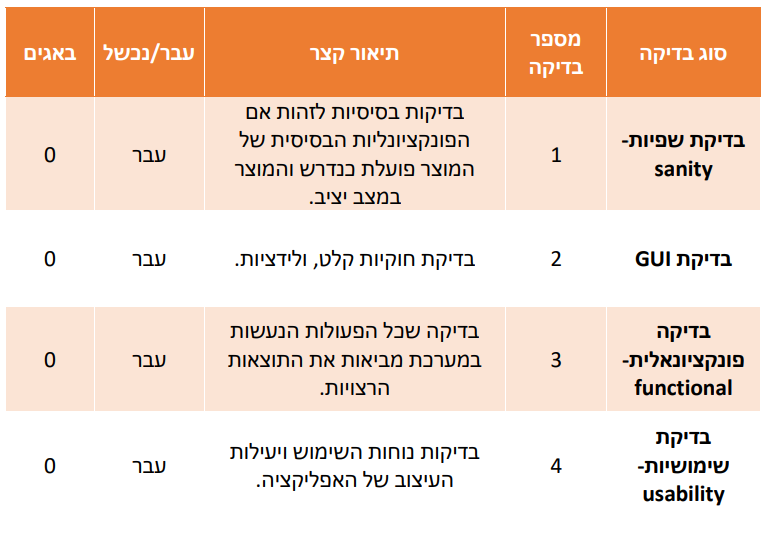 סוג בדיקה
מספר
בדיקה
תיאור קצר
עבר/נכשל
באגים
בדיקת שפיות-
sanity
1
בדיקות בסיסיות לזהות אם
הפונקציונליות הבסיסית של
המוצר פועלת כנדרש והמוצר
במצב יציב.
עבר
0
בדיקת GUI
2
בדיקת חוקיות קלט, ולידציות.
עבר
0
בדיקה
פונקציונאלית-
functional
3
בדיקה שכל הפעולות הנעשות
במערכת מביאות את התוצאות
הרצויות.
עבר
0
בדיקת
שימושיות-
usability
4
בדיקות נוחות השימוש ויעילות
העיצוב של האפליקציה.
עבר
0